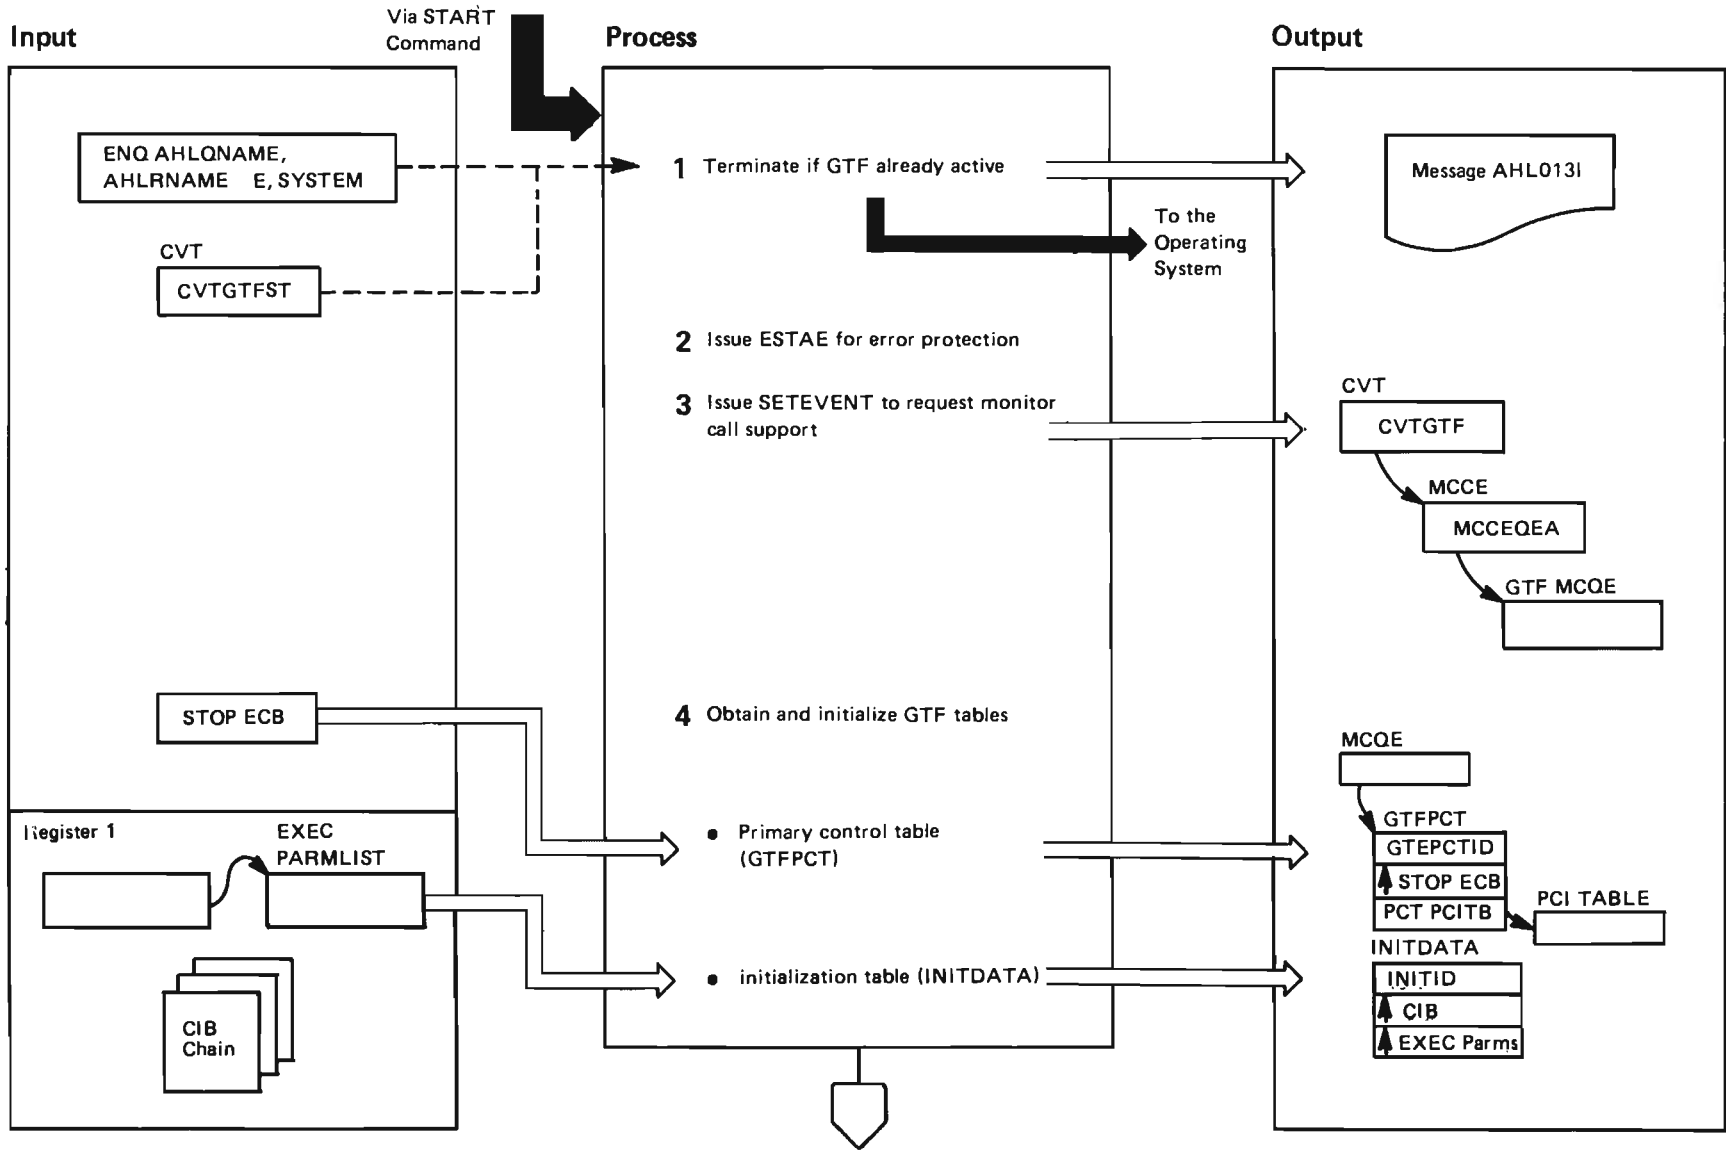 Via START
Command
Input
Process
Output
ENQ AHLQNAME,
AHLRNAME E, SYSTEM
CVT
CVTGTFST
1 Terminate if GTF already active
To the
Operating
System
Message AHL013I
2 Issue ESTAE for error protection
3 Issue SETEVENT to request monitor
call support
CVT
CVTGTF
MCCE
MCCEQEA
GTF MCQE
STOP ECB
4 Obtain and initialize GTF tables
MCQE
Register 1
EXEC
PARMLIST
• Primary control table
(GTFPCT)
GTFPCT
GTEPCTID
STOP ECB
PCT PCITB
PCI TABLE
• initialization table (INITDATA)
INITDATA
INITID
CIB
EXEC Parms
CIB
Chain